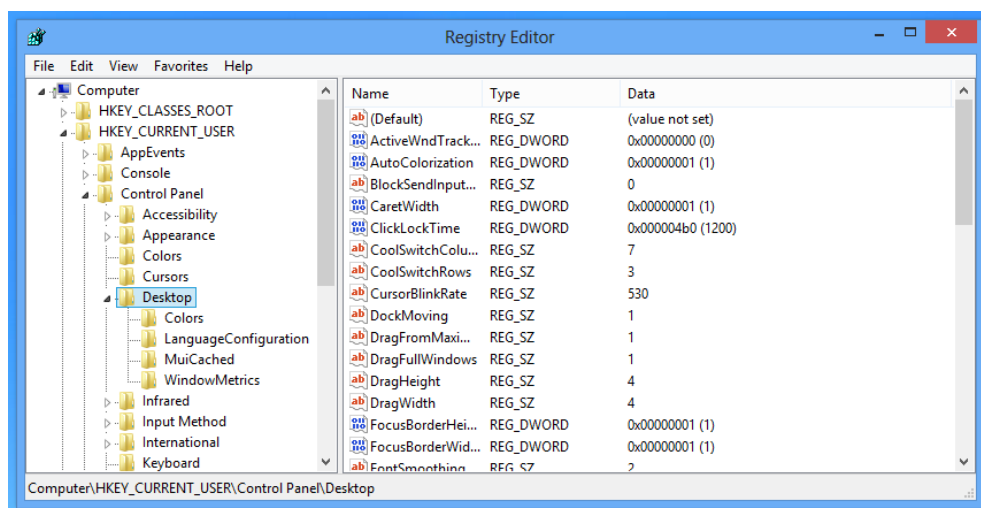 Registry Editor
File Edit View Favorites Help
Computer
HKEY_CLASSES_ROOT
HKEY_CURRENT_USER
AppEvents
Console
Control Panel
Accessibility
Appearance
Colors
Cursors
Desktop
Colors
LanguageConfiguration
MuiCached
WindowMetrics
Infrared
Input Method
International
Keyboard
Name Type Data
(Default) REG_SZ (value not set)
ActiveWndTrack... REG_DWORD 0x00000000 (0)
AutoColorization REG_DWORD 0x00000001 (1)
BlockSendInput... REG_SZ 0
CaretWidth REG_DWORD 0x00000001 (1)
ClickLockTime REG_DWORD 0x000004b0 (1200)
CoolSwitchColu... REG_SZ 7
CoolSwitchRows REG_SZ 3
CursorBlinkRate REG_SZ 530
DockMoving REG_SZ 1
DragFromMaxi... REG_SZ 1
DragFullWindows REG_SZ 1
DragHeight REG_SZ 4
DragWidth REG_SZ 4
FocusBorderHei... REG_DWORD 0x00000001 (1)
FocusBorderWid... REG_DWORD 0x00000001 (1)
FontSmoothing REG_SZ 2
Computer\HKEY_CURRENT_USER\Control Panel\Desktop